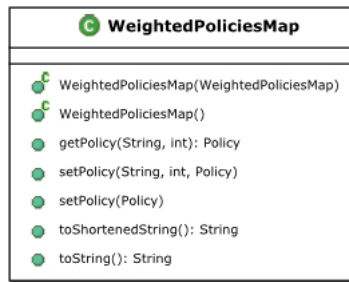 C WeightedPoliciesMap
C WeightedPoliciesMap(WeightedPoliciesMap)
C WeightedPoliciesMap()
getPolicy(String, int): Policy
setPolicy(String, int, Policy)
setPolicy(Policy)
toShortenedString(): String
toString(): String